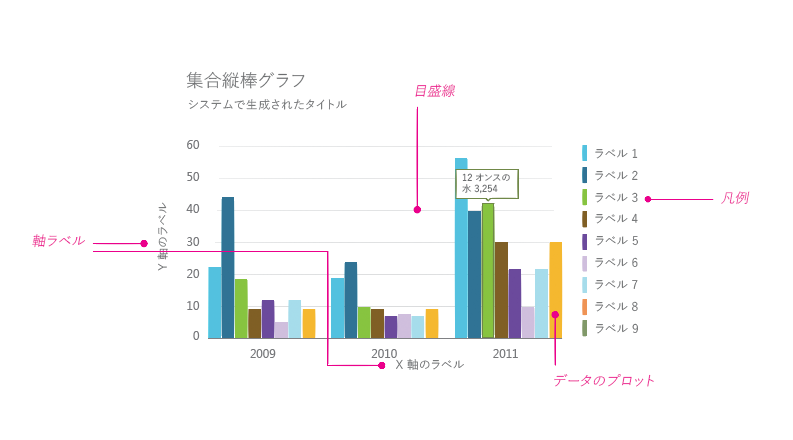 集合縦棒グラフ
システムで生成されたタイトル
目盛線
60
50
40
30
20
10
0
Y 軸のラベル
軸ラベル
12 オンスの
水 3,254
2009
2010
2011
X 軸のラベル
ラベル 1
ラベル 2
ラベル 3
ラベル 4
ラベル 5
ラベル 6
ラベル 7
ラベル 8
ラベル 9
凡例
データのプロット